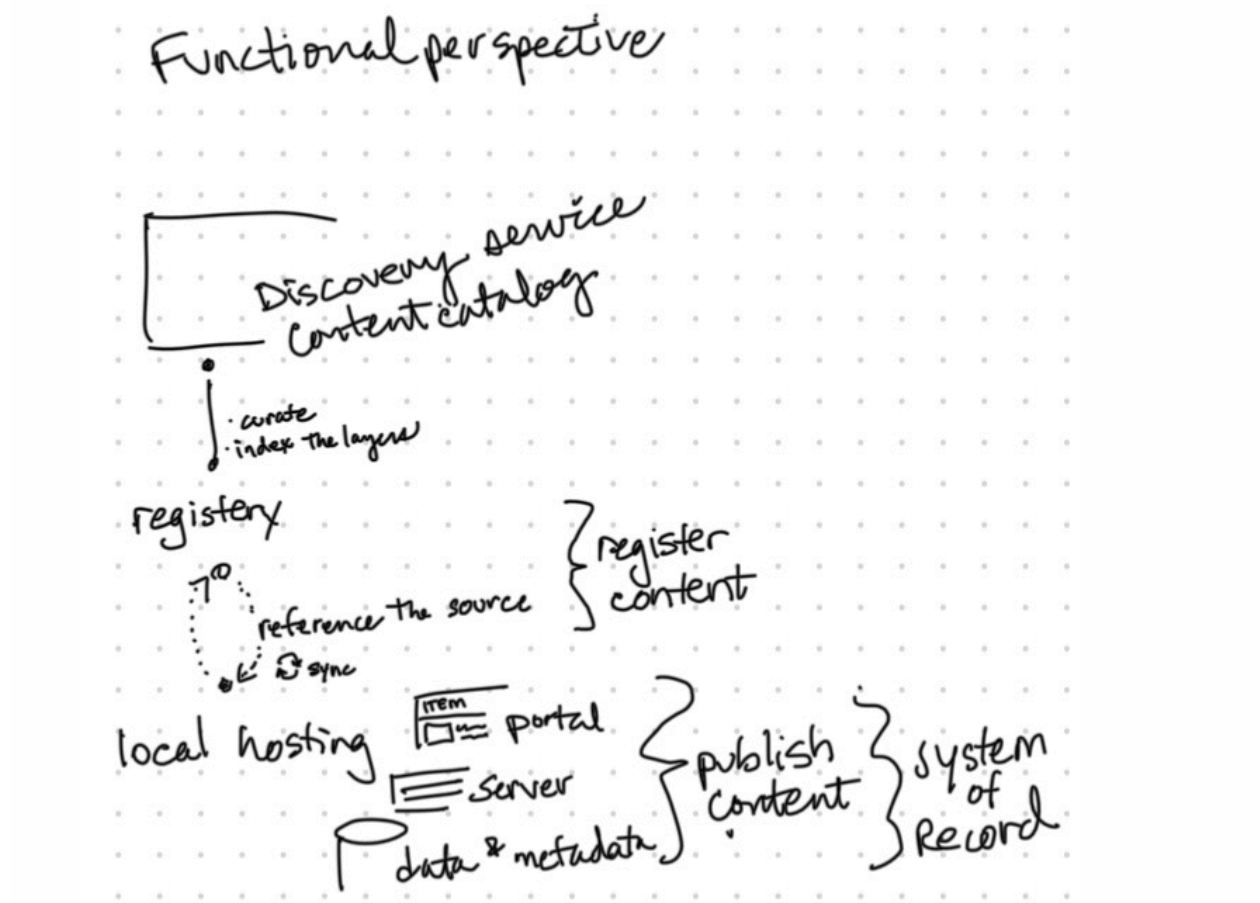 Functional perspective
Discovery service
content catalog
· curate
· index the layers
registery
register
content
reference the source
sync
ITEM
portal
local hosting
server
data & metadata
publish
content
system
of
Record